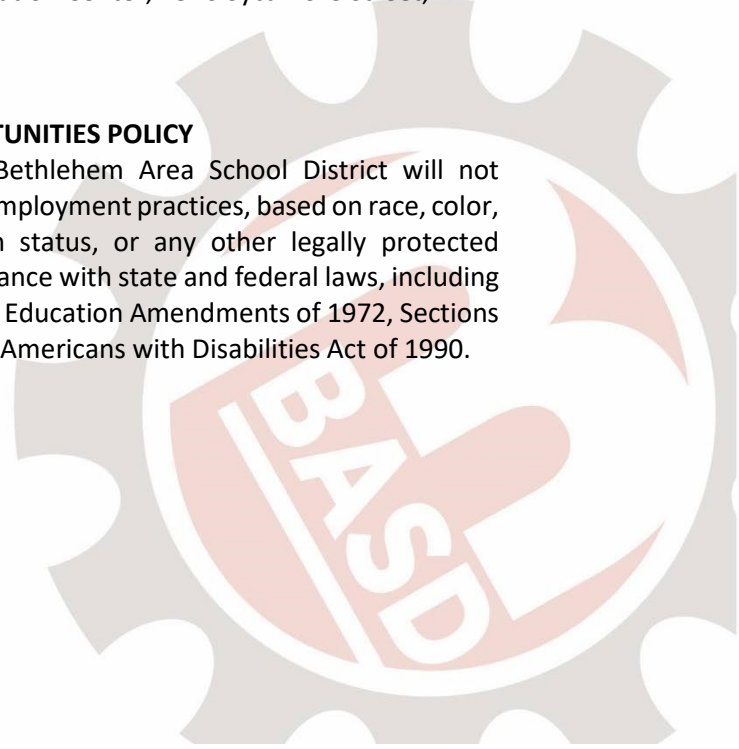 TUNITIES POLICY
Bethlehem Area School District will not
mployment practices, based on race, color,
status, or any other legally protected
ance with state and federal laws, including
Education Amendments of 1972, Sections
Americans with Disabilities Act of 1990.
BASD